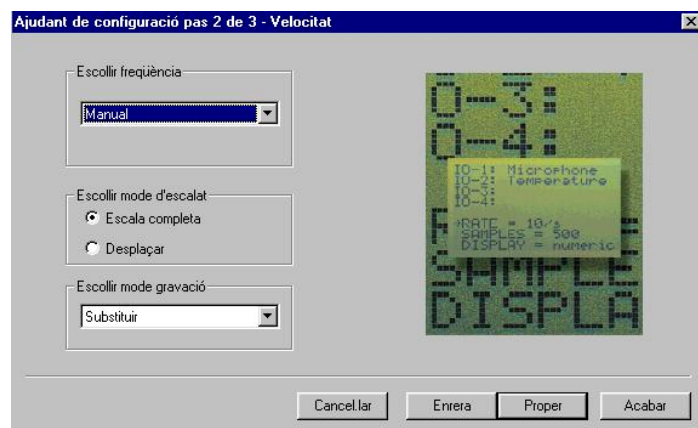 Ajudant de configuració pas 2 de 3 - Velocitat
Escollir freqüència
Manual
Escollir mode d'escalat
Escala completa
Desplaçar
Escollir mode gravació
Substituir
O-3:
O-4:
IO-1: Microphone
IO-2: Temperature
IO-3:
IO-4:
RATE = 10/s
SAMPLES = 500
DISPLAY = numeric
SAMPLE
DISPLA
Cancel.lar
Enrera
Proper
Acabar